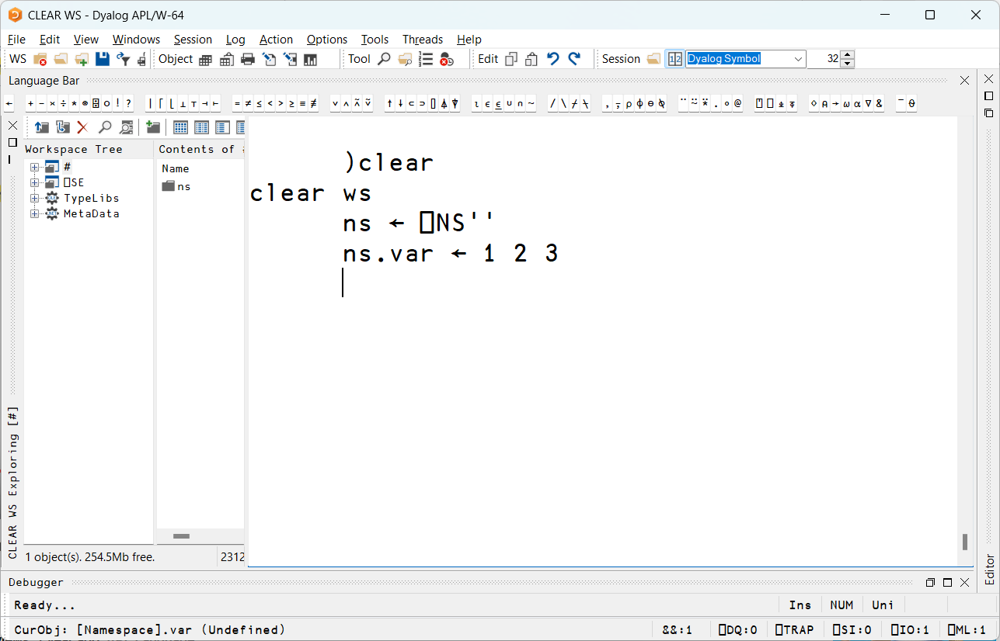 CLEAR WS - Dyalog APL/W-64
File Edit View Windows Session Log Action Options Tools Threads Help
WS Object Tool Edit Session Dyalog Symbol 32
Language Bar
← + − × ÷ * ⍟ ⌹ ○ ! ? | ⌈ ⌊ ⊥ ⊤ ⊣ ⊢ = ≠ ≤ < > ≥ ≡ ≢ ∨ ∧ ⍲ ⍱ ↑ ↓ ⊂ ⊃ ⌷ ⍋ ⍒ ⍳ ∊ ⍷ ∪ ∩ ~ / \ ⌿ ⍀ , ⍪ ⍴ ⌽ ⊖ ⍉ ¨ ⍨ ⍣ . ∘ @ ⍞ ⎕ ⍎ ⍕ ⋄ ⍝ → ⍵ ⍺ ∇ & ¯ ⍬
Workspace Tree
#
⎕SE
TypeLibs
MetaData
Contents of #
Name
ns
)clear
clear ws
ns ← ⎕NS''
ns.var ← 1 2 3
CLEAR WS Exploring [#]
1 object(s). 254.5Mb free. 2312
Editor
Debugger
Ready... Ins NUM Uni
CurObj: [Namespace].var (Undefined) &&:1 ⎕DQ:0 ⎕TRAP ⎕SI:0 ⎕IO:1 ⎕ML:1